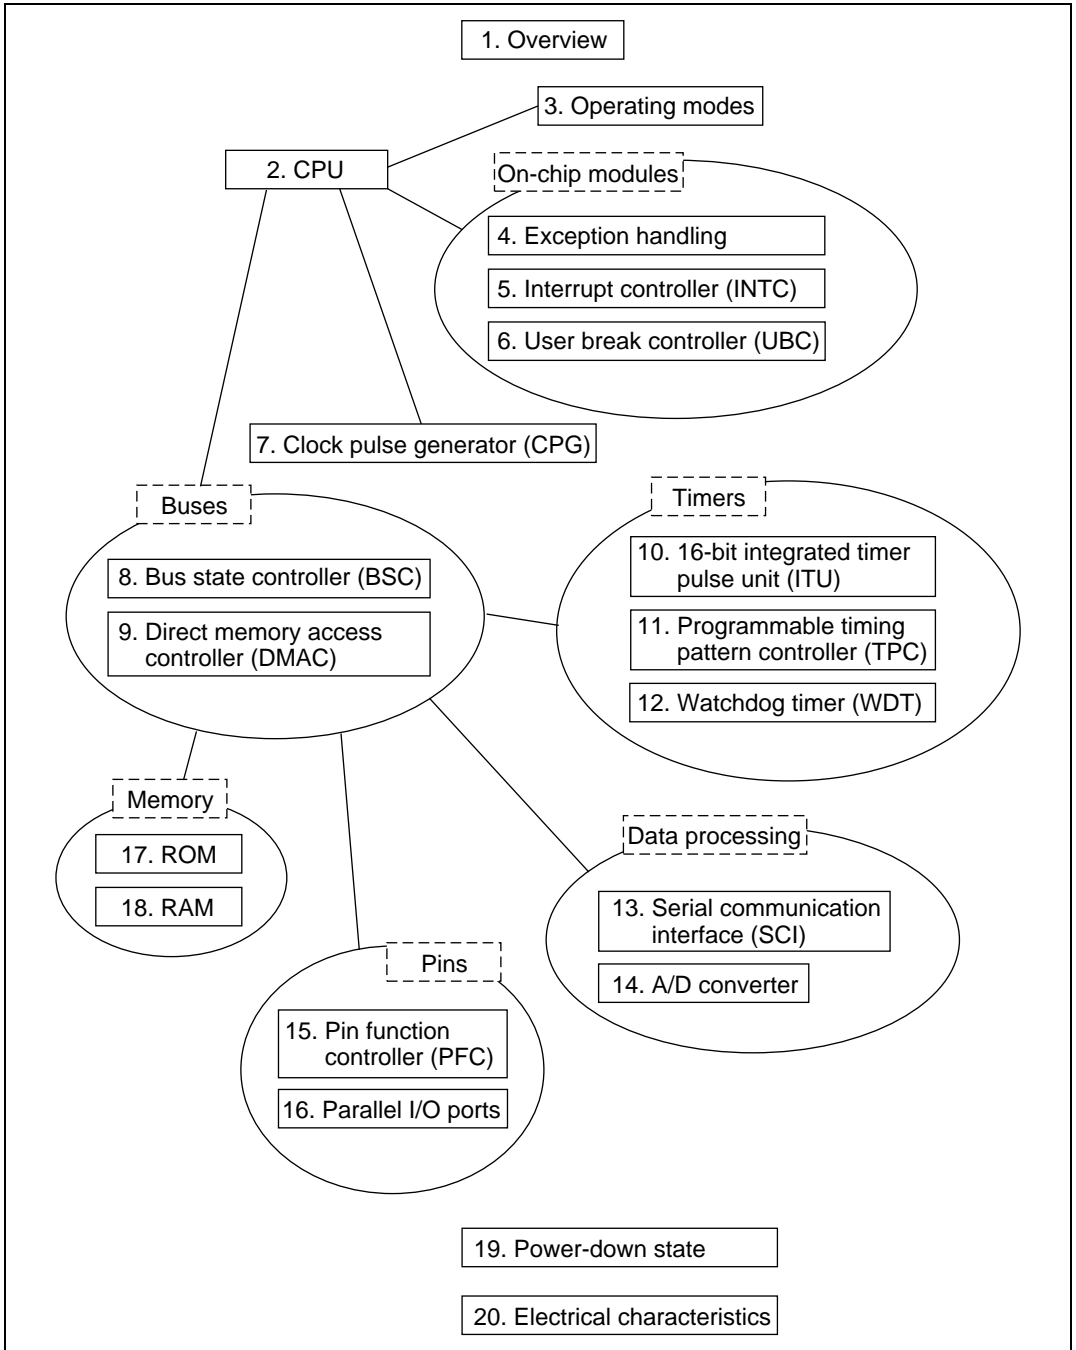 1. Overview
3. Operating modes
2. CPU
On-chip modules
4. Exception handling
5. Interrupt controller (INTC)
6. User break controller (UBC)
7. Clock pulse generator (CPG)
Buses
8. Bus state controller (BSC)
9. Direct memory access
controller (DMAC)
Timers
10. 16-bit integrated timer
pulse unit (ITU)
11. Programmable timing
pattern controller (TPC)
12. Watchdog timer (WDT)
Memory
17. ROM
18. RAM
Data processing
13. Serial communication
interface (SCI)
14. A/D converter
Pins
15. Pin function
controller (PFC)
16. Parallel I/O ports
19. Power-down state
20. Electrical characteristics